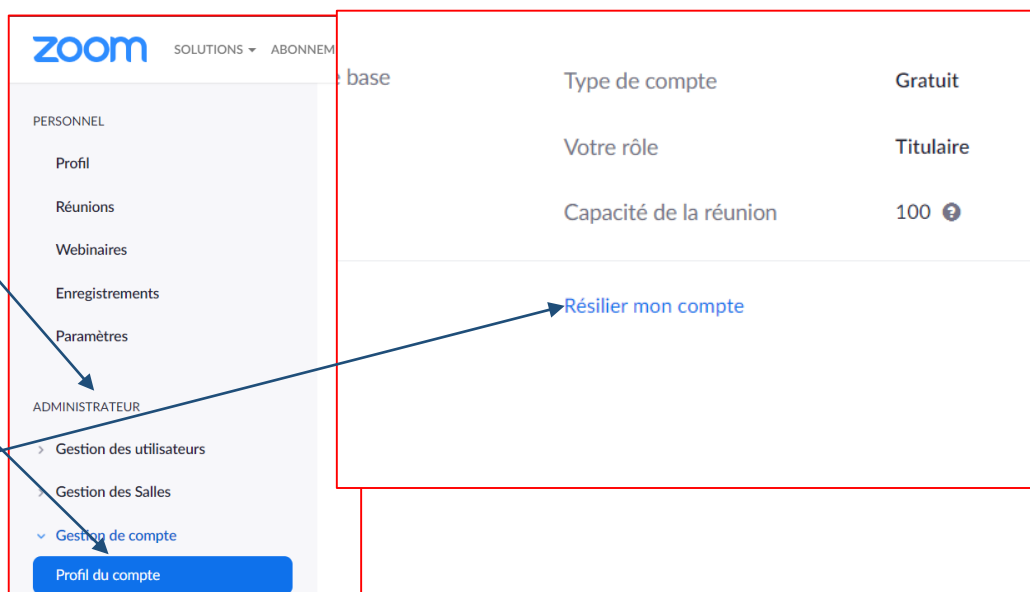 zoom SOLUTIONS ABONNEM
PERSONNEL
Profil
Réunions
Webinaires
Enregistrements
Paramètres
ADMINISTRATEUR
Gestion des utilisateurs
Gestion des Salles
Gestion de compte
Profil du compte
base
Type de compte Gratuit
Votre rôle Titulaire
Capacité de la réunion 100
Résilier mon compte